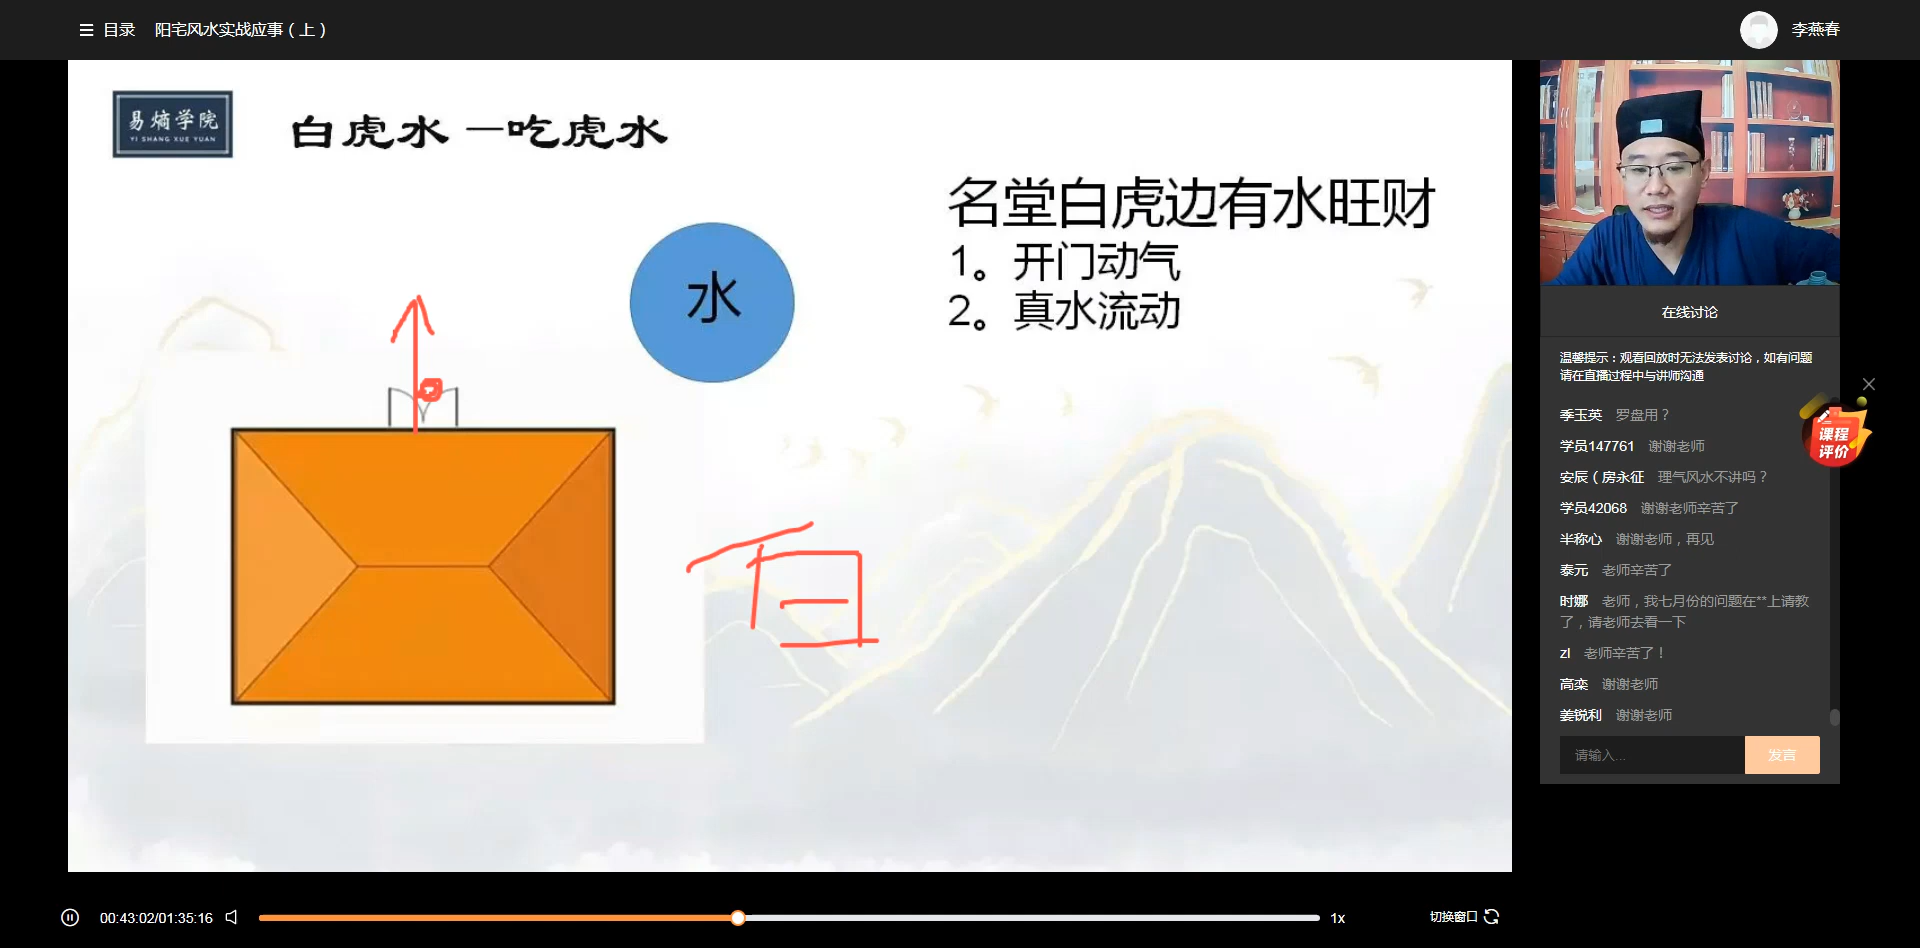 目录
阳宅风水实战应事（上）
李燕春
易熵学院
YI SHANG XUE YUAN
白虎水 —吃虎水
名堂白虎边有水旺财
1。开门动气
2。真水流动
水
在线讨论
温馨提示：观看回放时无法发表讨论，如有问题
请在直播过程中与讲师沟通
季玉英 罗盘用？
学员147761 谢谢老师
安辰（房永征 理气风水不讲吗？
学员42068 谢谢老师辛苦了
半称心 谢谢老师，再见
泰元 老师辛苦了
时娜 老师，我七月份的问题在**上请教
了，请老师去看一下
zl 老师辛苦了！
高栾 谢谢老师
姜锐利 谢谢老师
课程
评价
请输入...
发言
00:43:02/01:35:16
1x
切换窗口